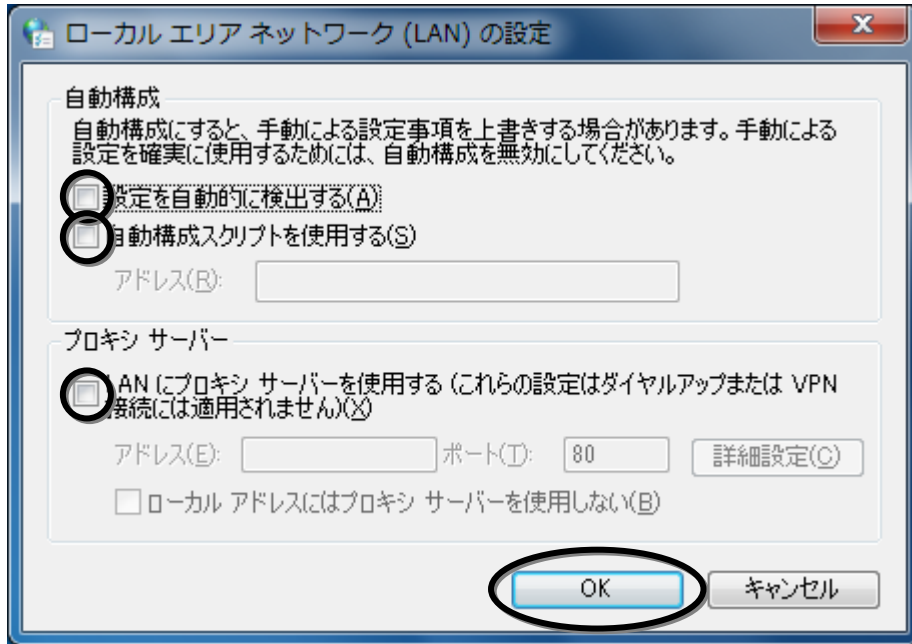 ローカル エリア ネットワーク (LAN) の設定
自動構成
自動構成にすると、手動による設定事項を上書きする場合があります。手動による
設定を確実に使用するためには、自動構成を無効にしてください。
設定を自動的に検出する(A)
自動構成スクリプトを使用する(S)
アドレス(R):
プロキシ サーバー
LAN にプロキシ サーバーを使用する (これらの設定はダイヤルアップまたは VPN
接続には適用されません)(X)
アドレス(E): ポート(T): 80 詳細設定(C)
ローカル アドレスにはプロキシ サーバーを使用しない(B)
OK キャンセル